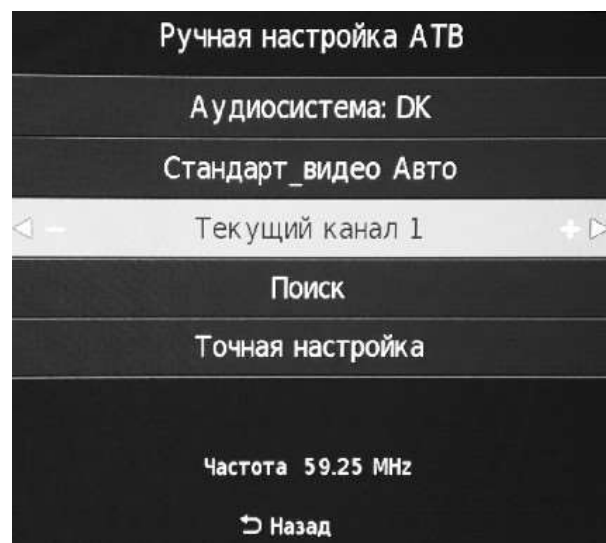 Ручная настройка АТВ
Аудиосистема: DK
Стандарт_видео Авто
Текущий канал 1
Поиск
Точная настройка
Частота 59.25 MHz
Назад